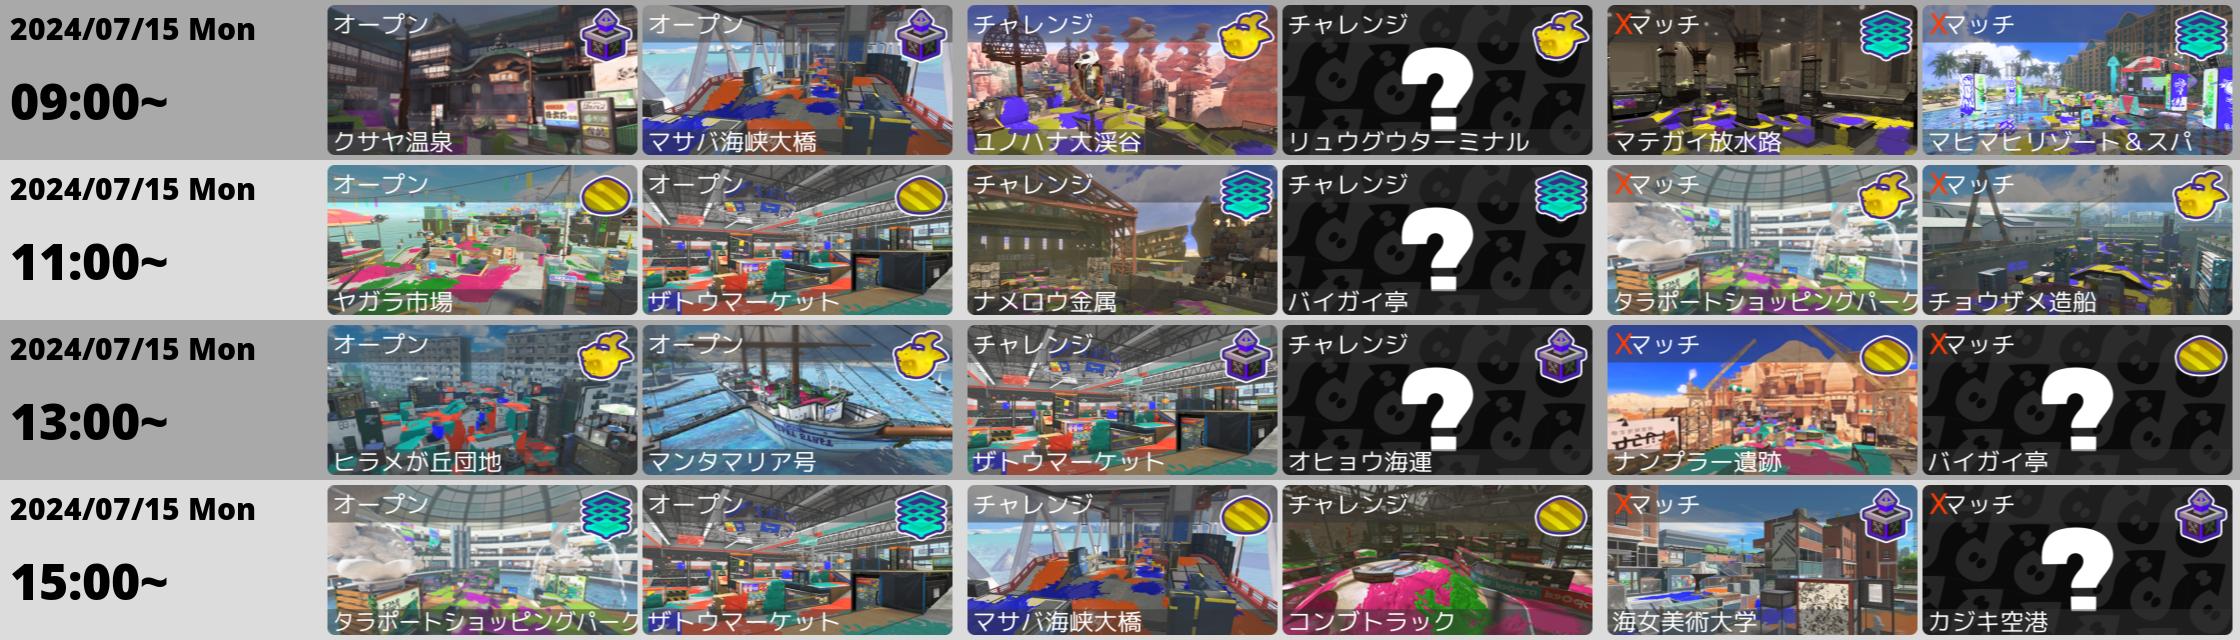 2024/07/15 Mon
09:00~
オープン
クサヤ温泉
オープン
マサバ海峡大橋
チャレンジ
ユノハナ大渓谷
チャレンジ
?
リュウグウターミナル
Xマッチ
マテガイ放水路
Xマッチ
マヒマヒリゾート&スパ
2024/07/15 Mon
11:00~
オープン
ヤガラ市場
オープン
ザトウマーケット
チャレンジ
ナメロウ金属
チャレンジ
?
バイガイ亭
Xマッチ
タラポートショッピングパーク
Xマッチ
チョウザメ造船
2024/07/15 Mon
13:00~
オープン
ヒラメが丘団地
オープン
マンタマリア号
チャレンジ
ザトウマーケット
チャレンジ
?
オヒョウ海運
Xマッチ
ナンプラー遺跡
Xマッチ
?
バイガイ亭
2024/07/15 Mon
15:00~
オープン
タラポートショッピングパーク
オープン
ザトウマーケット
チャレンジ
マサバ海峡大橋
チャレンジ
コンブトラック
Xマッチ
海女美術大学
Xマッチ
?
カジキ空港